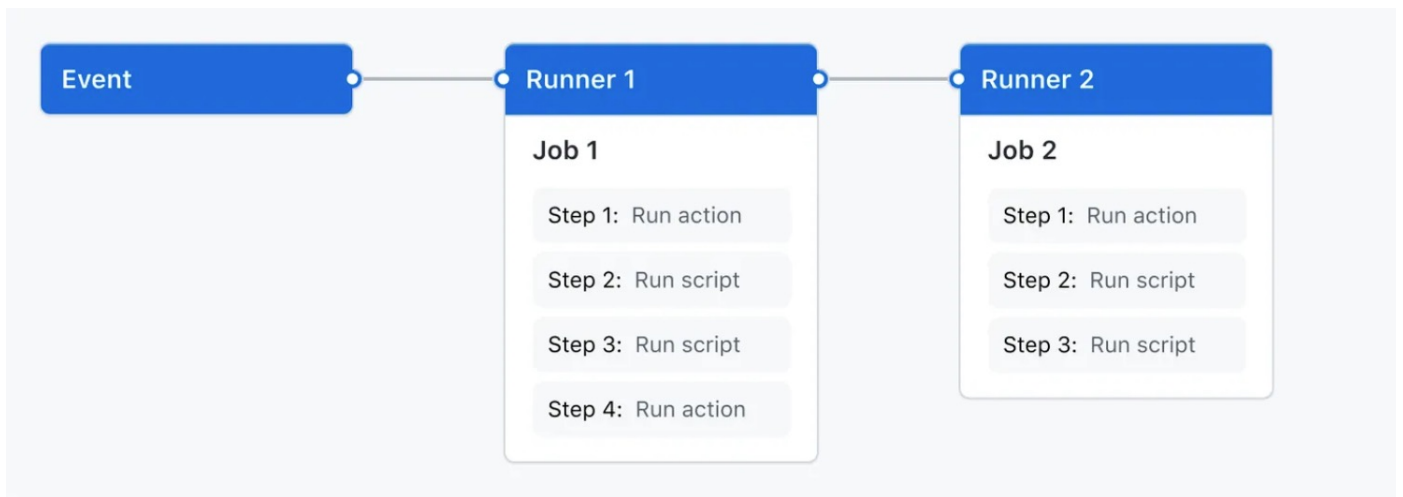 Event
Runner 1
Job 1
Step 1: Run action
Step 2: Run script
Step 3: Run script
Step 4: Run action
Runner 2
Job 2
Step 1: Run action
Step 2: Run script
Step 3: Run script